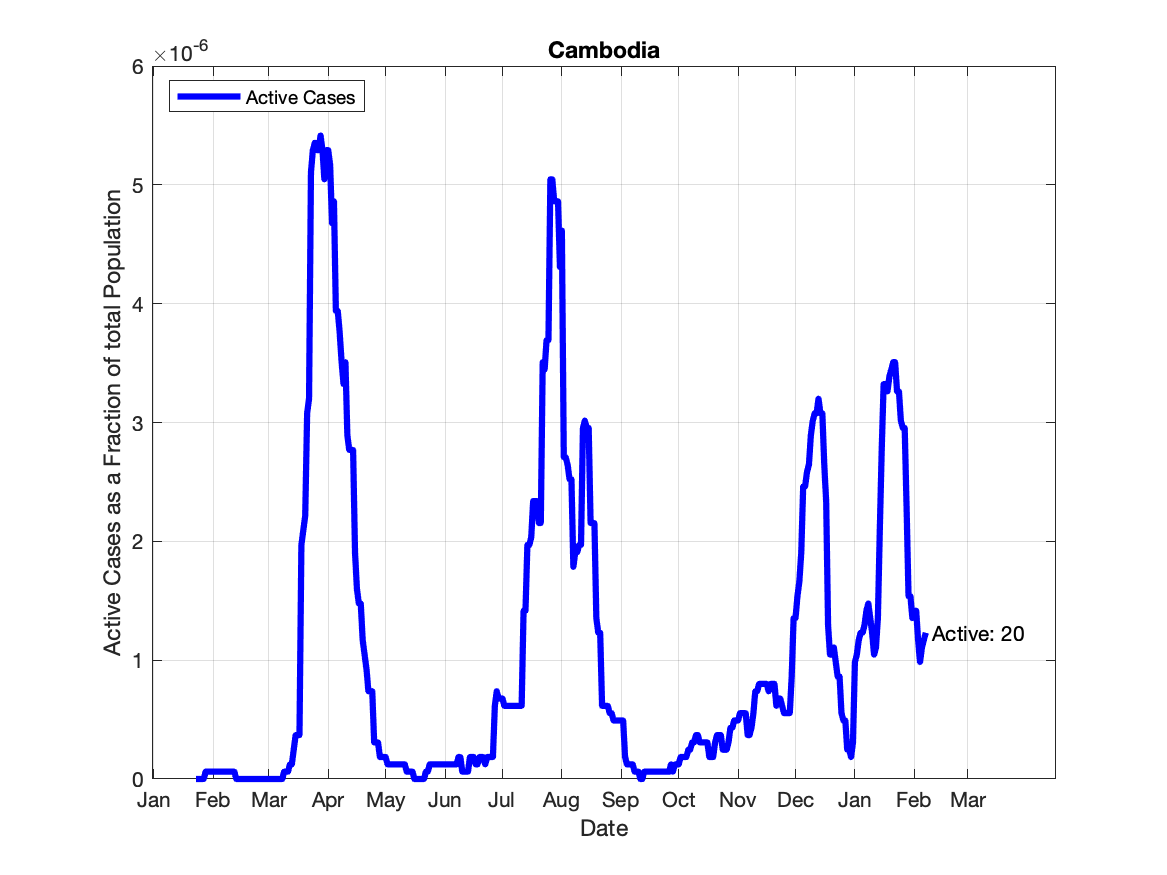 Cambodia
×10-6
Active Cases
6
5
4
3
2
1
0
Active Cases as a Fraction of total Population
Active: 20
Jan Feb Mar Apr May Jun Jul Aug Sep Oct Nov Dec Jan Feb Mar
Date